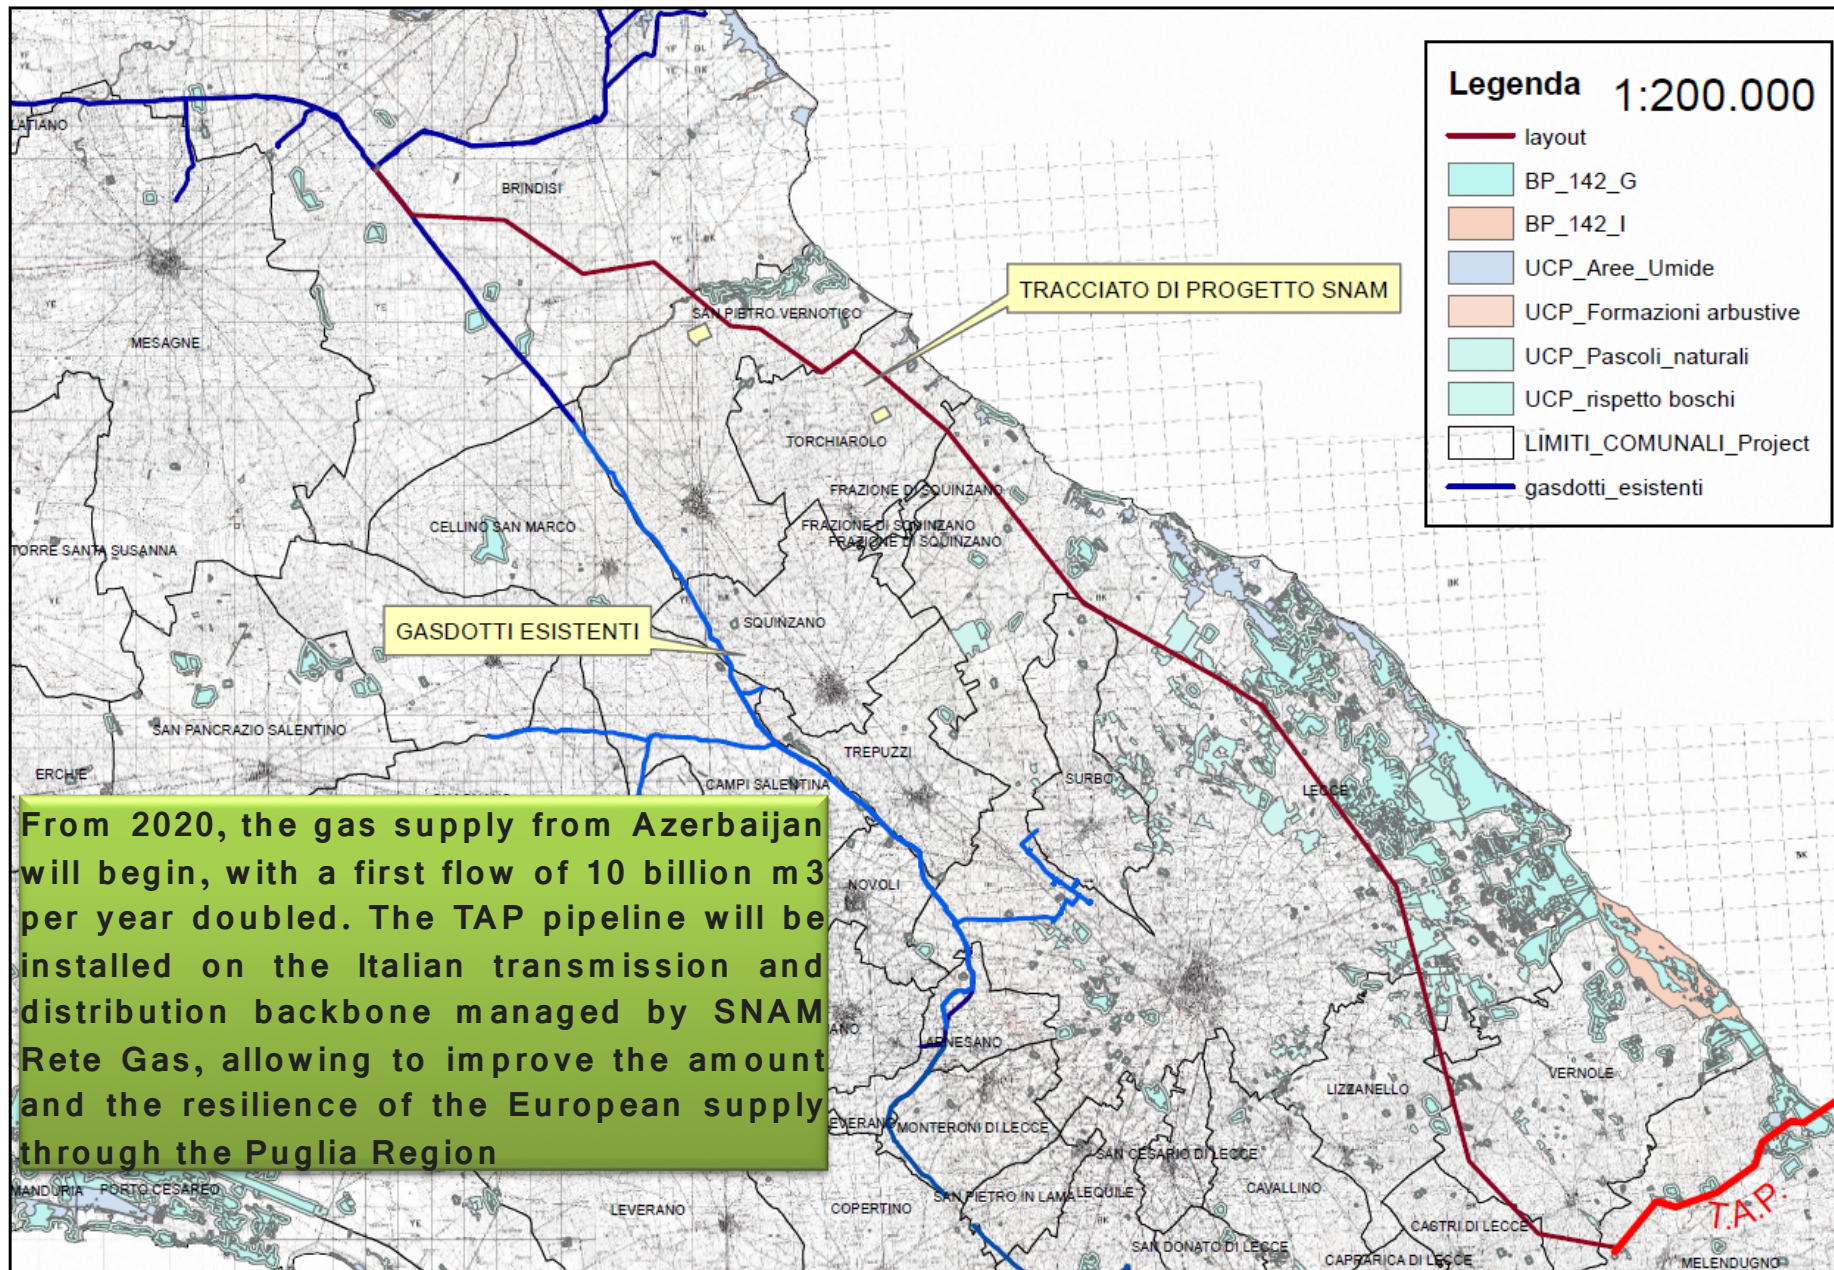 Legenda 1:200.000
layout
BP_142_G
BP_142_I
UCP_Aree_Umide
UCP_Formazioni arbustive
UCP_Pascoli_naturali
UCP_rispetto boschi
LIMITI_COMUNALI_Project
gasdotti_esistenti
LATIANO
BRINDISI
TRACCIATO DI PROGETTO SNAM
SAN PIETRO VERNOTICO
MESAGNE
TORCHIAROLO
FRAZIONE DI SQUINZANO
CELLINO SAN MARCO
FRAZIONE DI SQUINZANO
FRAZIONE DI SQUINZANO
TORRE SANTA SUSANNA
GASDOTTI ESISTENTI
SQUINZANO
SAN PANCRAZIO SALENTINO
TREPUZZI
ERCHIE
CAMPI SALENTINA
SURBO
LECCE
From 2020, the gas supply from Azerbaijan
will begin, with a first flow of 10 billion m3
per year doubled. The TAP pipeline will be
installed on the Italian transmission and
distribution backbone managed by SNAM
Rete Gas, allowing to improve the amount
and the resilience of the European supply
through the Puglia Region
NOVOLI
ARNESANO
LIZZANELLO
VERNOLE
MONTERONI DI LECCE
SAN CESARIO DI LECCE
MANDURIA
PORTO CESAREO
LEVERANO
COPERTINO
SAN PIETRO IN LAMA
LEQUILE
CAVALLINO
CASTRI DI LECCE
T.A.P.
SAN DONATO DI LECCE
CAPRARICA DI LECCE
MELENDUGNO